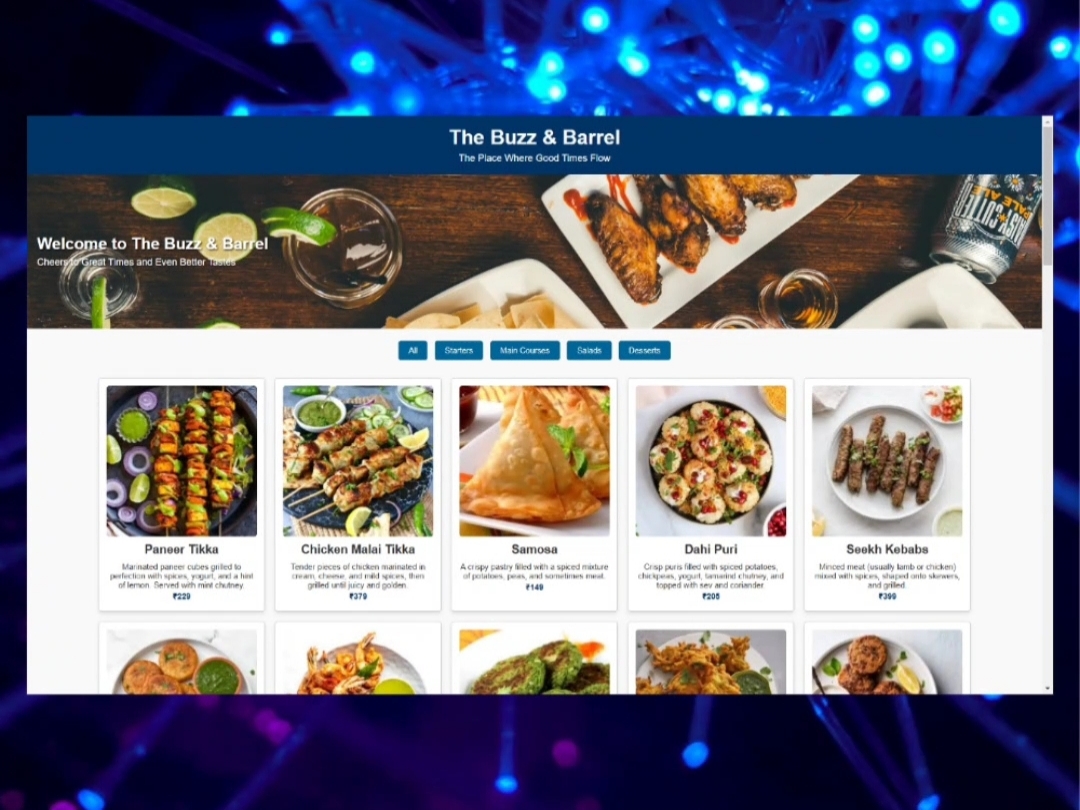 The Buzz & Barrel
The Place Where Good Times Flow
PALE ALE
Welcome to The Buzz & Barrel
Cheers to Great Times and Even Better Tastes
All
Starters
Main Courses
Salads
Desserts
Paneer Tikka
Marinated paneer cubes grilled to
perfection with spices, yogurt, and a hint
of lemon. Served with mint chutney.
₹229
Chicken Malai Tikka
Tender pieces of chicken marinated in
cream, cheese, and mild spices, then
grilled until juicy and golden.
₹379
Samosa
A crispy pastry filled with a spiced mixture
of potatoes, peas, and sometimes meat.
₹149
Dahi Puri
Crisp puris filled with spiced potatoes,
chickpeas, yogurt, tamarind chutney, and
topped with sev and coriander.
₹205
Seekh Kebabs
Minced meat (usually lamb or chicken)
mixed with spices, shaped onto skewers,
and grilled.
₹399